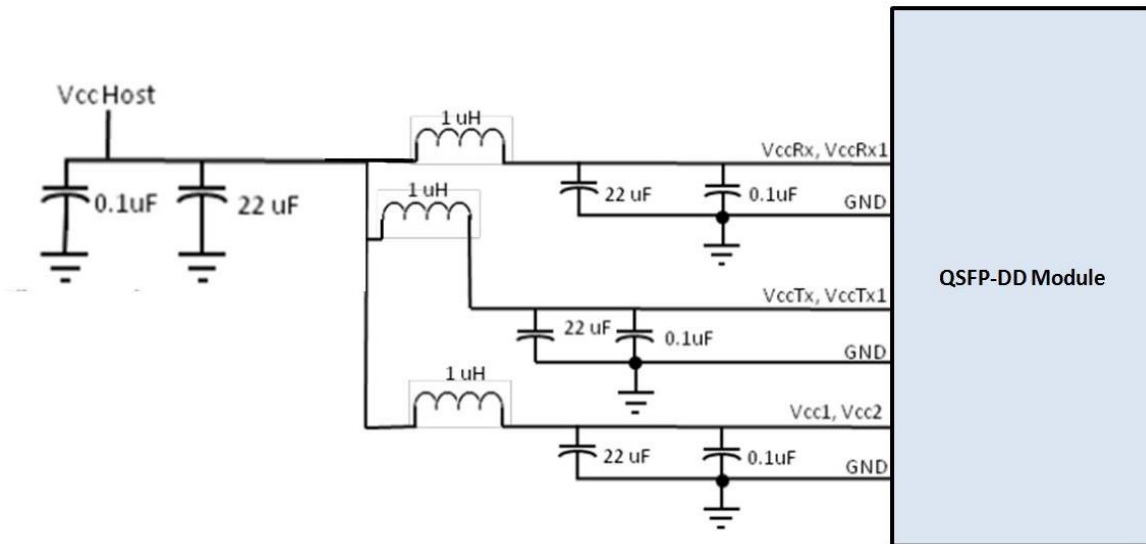 VccHost
0.1uF
22 uF
1 uH
22 uF
0.1uF
VccRx, VccRx1
GND
1 uH
22 uF
0.1uF
VccTx, VccTx1
GND
1 uH
22 uF
0.1uF
Vcc1, Vcc2
GND
QSFP-DD Module